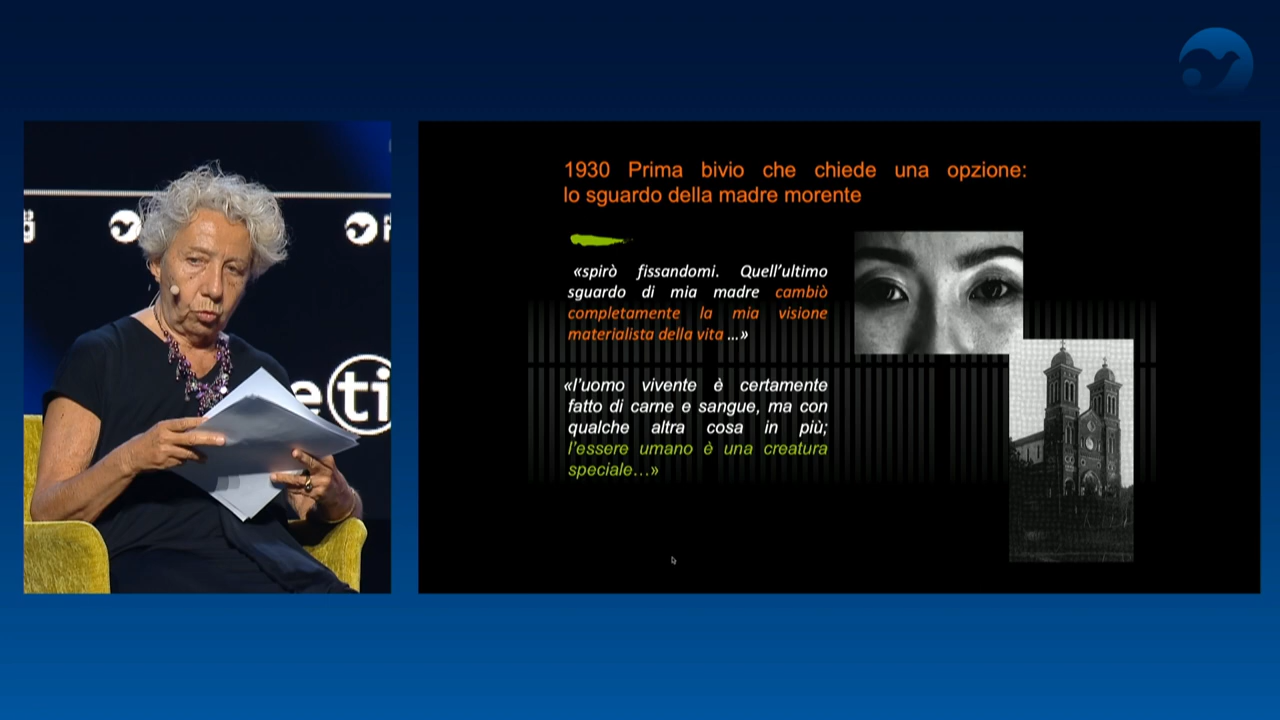 1930 Prima bivio che chiede una opzione:
lo sguardo della madre morente
«spirò fissandomi. Quell'ultimo
sguardo di mia madre cambiò
completamente la mia visione
materialista della vita ...»
«l'uomo vivente è certamente
fatto di carne e sangue, ma con
qualche altra cosa in più;
l'essere umano è una creatura
speciale…»
eti